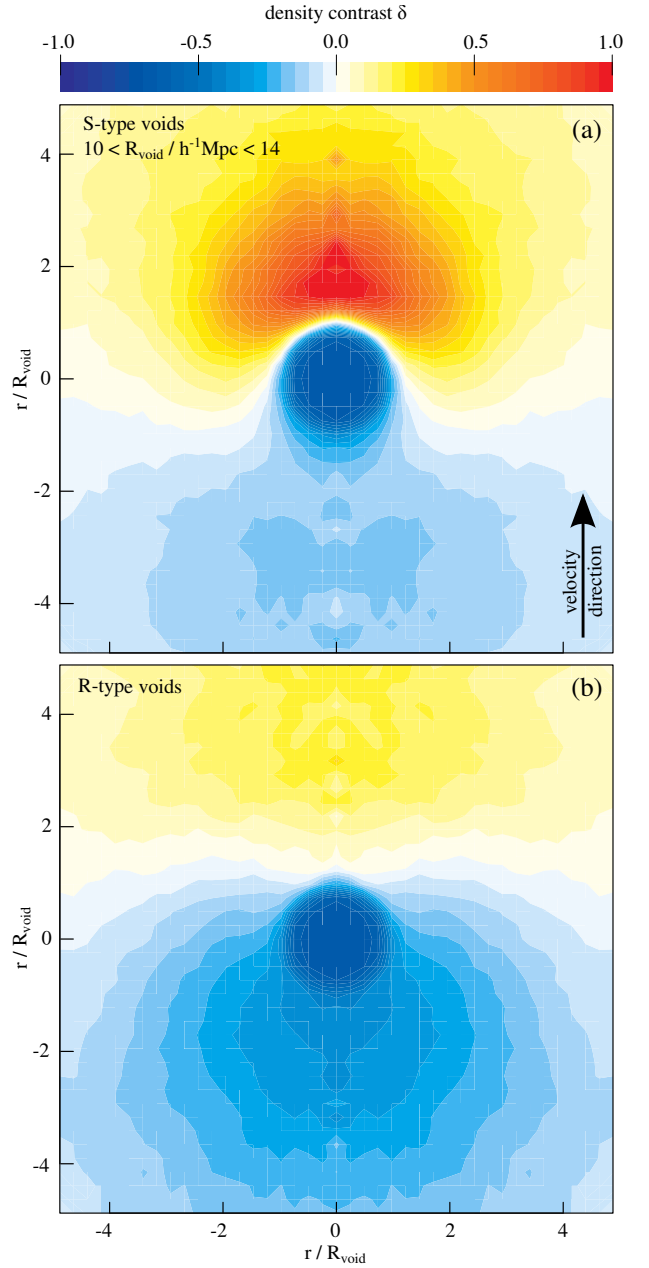 density contrast δ
-1.0 -0.5 0.0 0.5 1.0
S-type voids
(a)
10 < R_void / h⁻¹Mpc < 14
4
2
0
-2
-4
r / R_void
velocity
direction
R-type voids
(b)
4
2
0
-2
-4
r / R_void
-4 -2 0 2 4
r / R_void